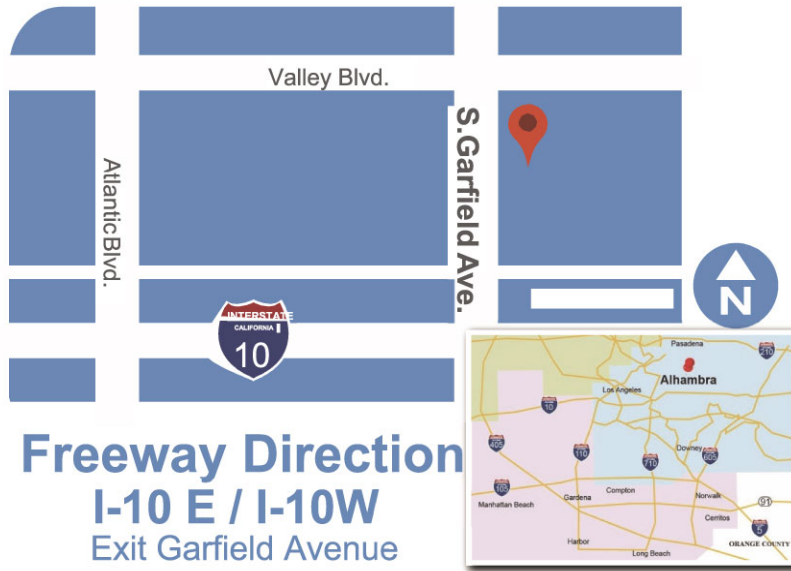 Valley Blvd.
S.Garfield Ave.
AtlanticBlvd.
N
INTERSTATE
CALIFORNIA
10
Freeway Direction
I-10 E / I-10W
Exit Garfield Avenue
Pasadena
210
Alhambra
Los Angeles
10
405
110
710
Downey
605
105
Compton
Gardena
Norwalk
Manhattan Beach
91
Cerritos
5
Harbor
ORANGE COUNTY
Long Beach